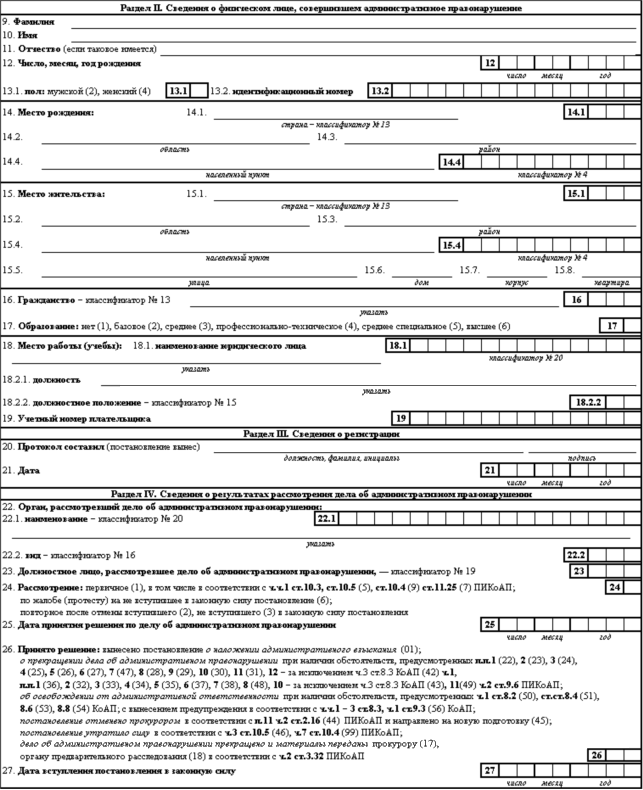 Раздел II. Сведения о физическом лице, совершившем административное правонарушение
9. Фамилия
10. Имя
11. Отчество (если таковое имеется)
12. Число, месяц, год рождения 12
число месяц год
13.1. пол: мужской (2), женский (4) 13.1 13.2. идентификационный номер 13.2
14. Место рождения: 14.1. 14.1
страна – классификатор № 13
14.2. 14.3.
область район
14.4. 14.4
населенный пункт классификатор № 4
15. Место жительства: 15.1. 15.1
страна – классификатор № 13
15.2. 15.3.
область район
15.4. 15.4
населенный пункт классификатор № 4
15.5. 15.6. 15.7. 15.8.
улица дом корпус квартира
16. Гражданство – классификатор № 13 16
указать
17. Образование: нет (1), базовое (2), среднее (3), профессионально-техническое (4), среднее специальное (5), высшее (6) 17
18. Место работы (учебы): 18.1. наименование юридического лица 18.1
классификатор № 20
указать
18.2.1. должность
указать
18.2.2. должностное положение – классификатор № 15 18.2.2
19. Учетный номер плательщика 19
Раздел III. Сведения о регистрации
20. Протокол составил (постановление вынес)
должность, фамилия, инициалы подпись
21. Дата 21
число месяц год
Раздел IV. Сведения о результатах рассмотрения дела об административном правонарушении
22. Орган, рассмотревший дело об административном правонарушении:
22.1. наименование – классификатор № 20 22.1
указать
22.2. вид – классификатор № 16 22.2
23. Должностное лицо, рассмотревшее дело об административном правонарушении, — классификатор № 19 23
24. Рассмотрение: первичное (1), в том числе в соответствии с ч.ч.1 ст.10.3, ст.10.5 (5), ст.10.4 (9) ст.11.25 (7) ПИКоАП; 24
по жалобе (протесту) на не вступившее в законную силу постановление (6);
повторное после отмены вступившего (2), не вступившего (3) в законную силу постановления
25. Дата принятия решения по делу об административном правонарушении 25
число месяц год
26. Принято решение: вынесено постановление о наложении административного взыскания (01);
о прекращении дела об административном правонарушении при наличии обстоятельств, предусмотренных п.п.1 (22), 2 (23), 3 (24),
4 (25), 5 (26), 6 (27), 7 (47), 8 (28), 9 (29), 10 (30), 11 (31), 12 – за исключением ч.3 ст.8.3 КоАП (42) ч.1,
п.п.1 (36), 2 (32), 3 (33), 4 (34), 5 (35), 6 (37), 7 (38), 8 (48), 10 – за исключением ч.3 ст.8.3 КоАП (43), 11(49) ч.2 ст.9.6 ПИКоАП;
об освобождении от административной ответственности при наличии обстоятельств, предусмотренных ч.1 ст.8.2 (50), ст.ст.8.4 (51),
8.6 (53), 8.8 (54) КоАП; с вынесением предупреждения в соответствии с ч.ч.1 – 3 ст.8.3, ч.1 ст.9.3 (56) КоАП;
постановление отменено прокурором в соответствии с п.11 ч.2 ст.2.16 (44) ПИКоАП и направлено на новую подготовку (45);
постановление утратило силу в соответствии с ч.3 ст.10.5 (46), ч.7 ст.10.4 (99) ПИКоАП;
дело об административном правонарушении прекращено и материалы переданы прокурору (17),
органу предварительного расследования (18) в соответствии с ч.2 ст.3.32 ПИКоАП 26
27. Дата вступления постановления в законную силу 27
число месяц год